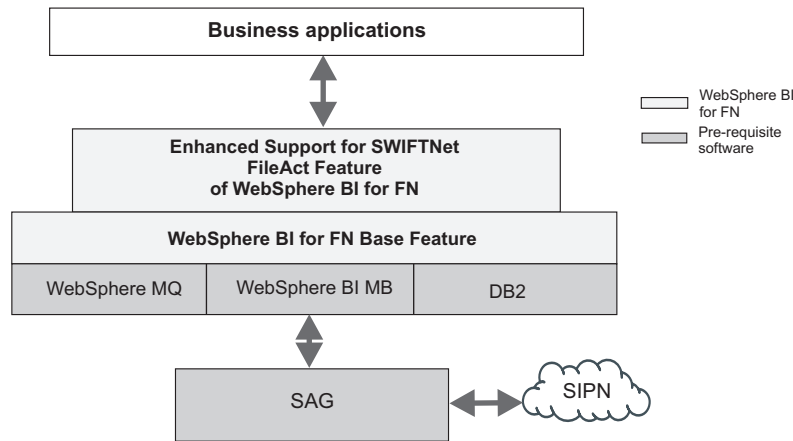 Business applications
WebSphere BI
for FN
Pre-requisite
software
Enhanced Support for SWIFTNet
FileAct Feature
of WebSphere BI for FN
WebSphere BI for FN Base Feature
WebSphere MQ
WebSphere BI MB
DB2
SAG
SIPN